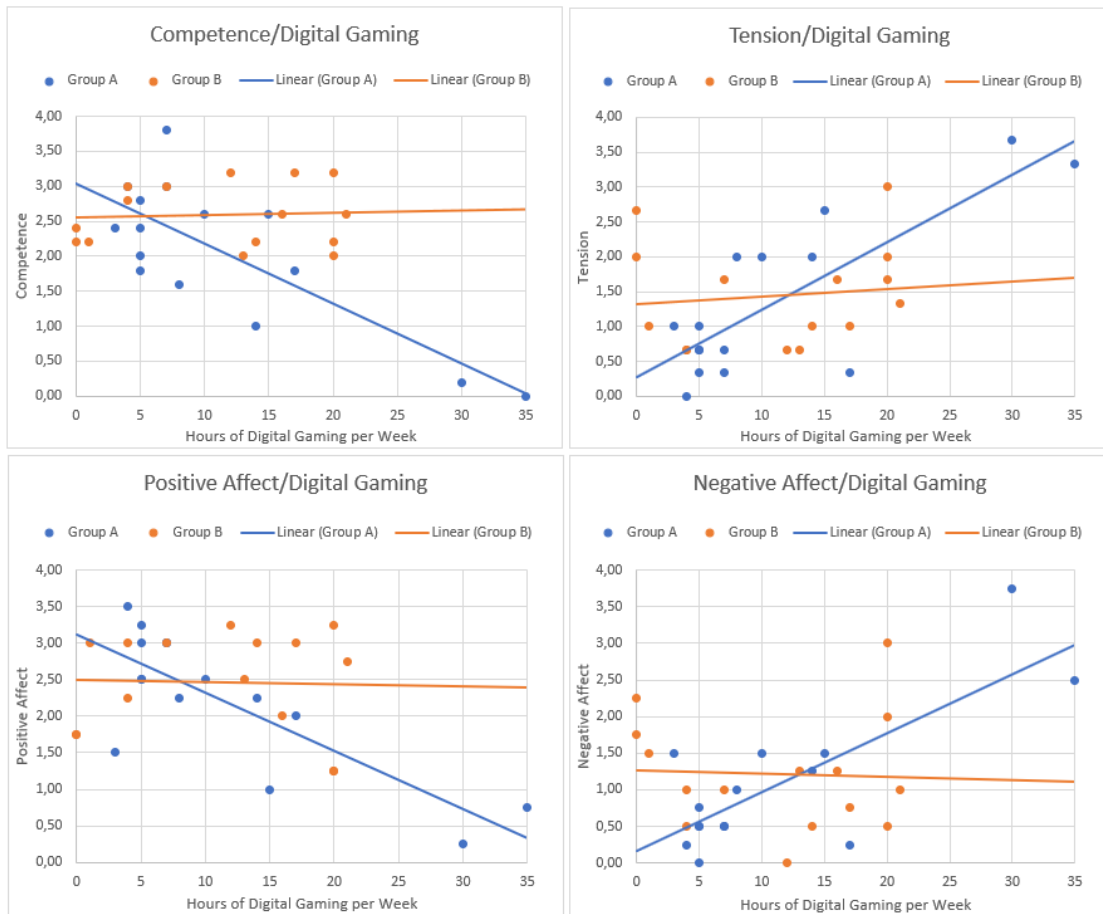 Competence/Digital Gaming
Group A Group B Linear (Group A) Linear (Group B)
4,00
3,50
3,00
2,50
2,00
1,50
1,00
0,50
0,00
Competence
0 5 10 15 20 25 30 35
Hours of Digital Gaming per Week
Tension/Digital Gaming
Group A Group B Linear (Group A) Linear (Group B)
4,00
3,50
3,00
2,50
2,00
1,50
1,00
0,50
0,00
Tension
0 5 10 15 20 25 30 35
Hours of Digital Gaming per Week
Positive Affect/Digital Gaming
Group A Group B Linear (Group A) Linear (Group B)
4,00
3,50
3,00
2,50
2,00
1,50
1,00
0,50
0,00
Positive Affect
0 5 10 15 20 25 30 35
Hours of Digital Gaming per Week
Negative Affect/Digital Gaming
Group A Group B Linear (Group A) Linear (Group B)
4,00
3,50
3,00
2,50
2,00
1,50
1,00
0,50
0,00
Negative Affect
0 5 10 15 20 25 30 35
Hours of Digital Gaming per Week